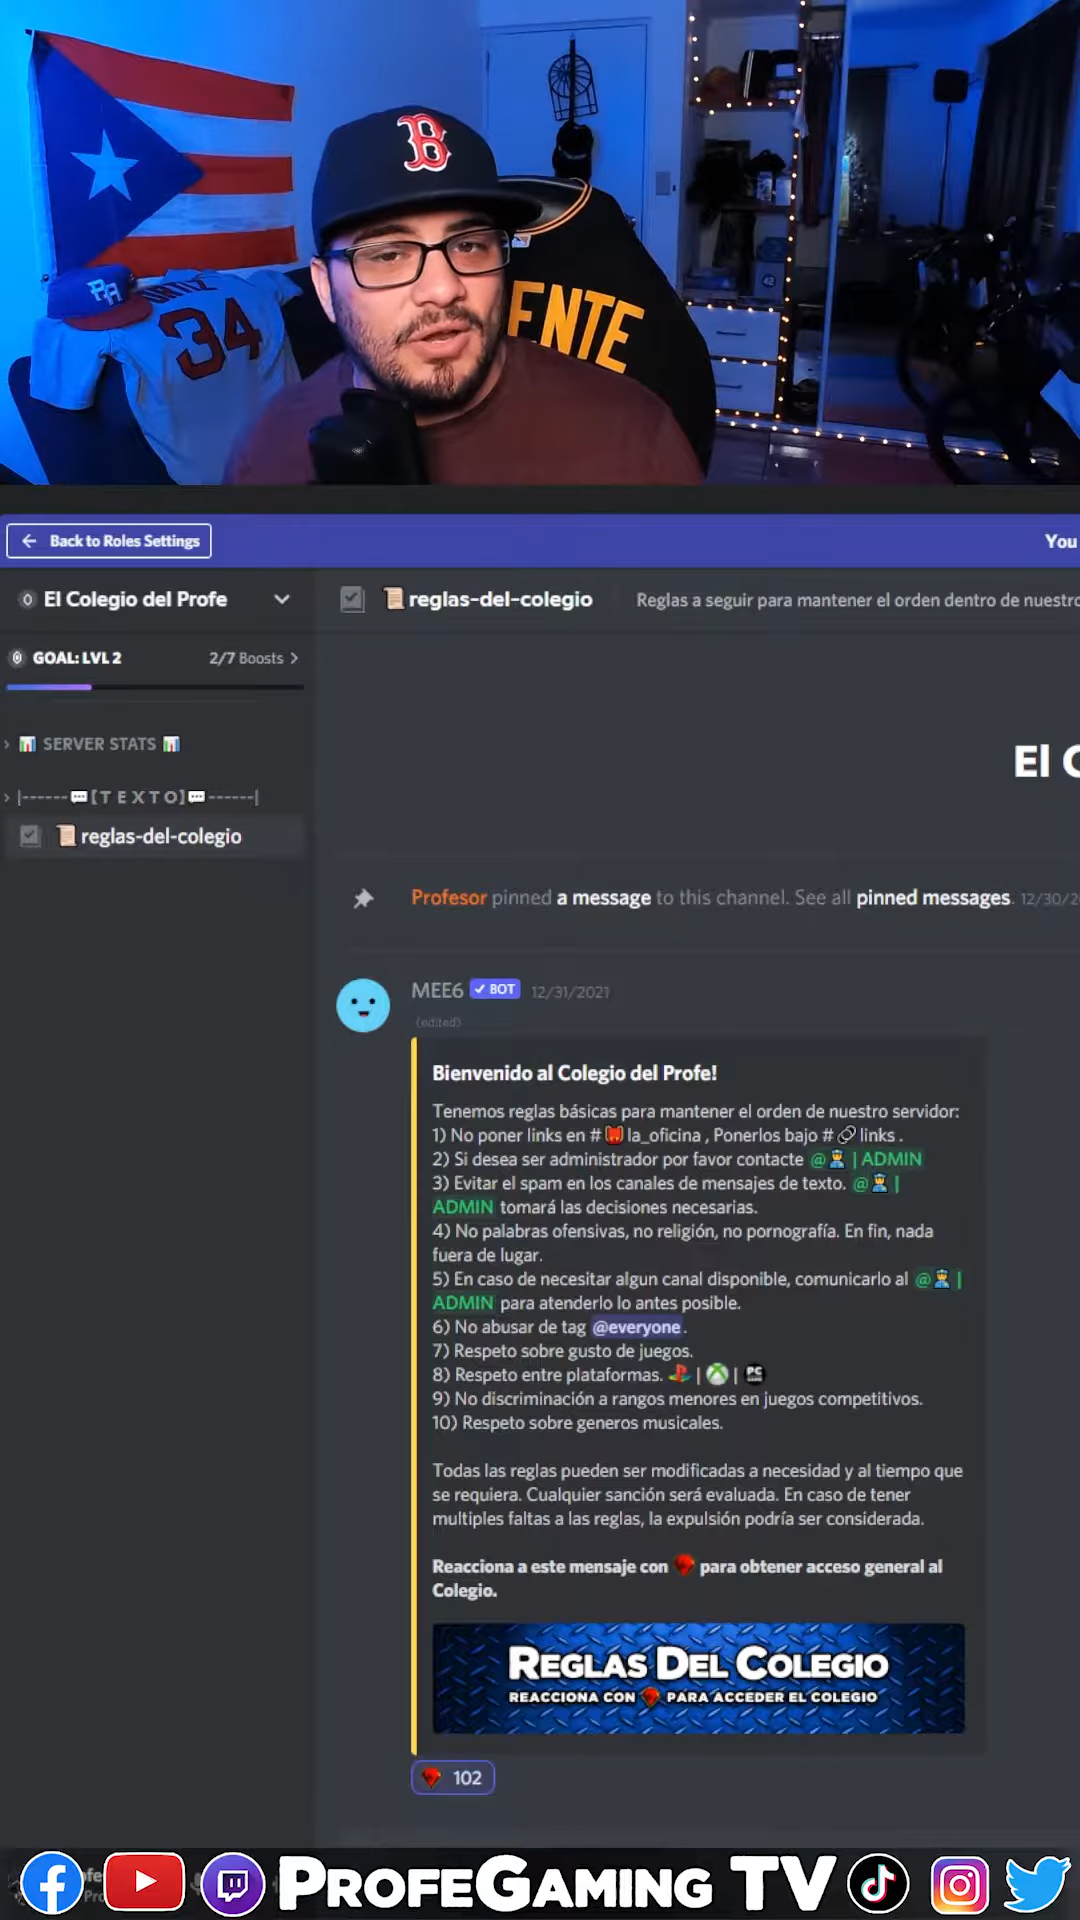 B
PR
ORTIZ
34
ENTE
42
← Back to Roles Settings
You
El Colegio del Profe
reglas-del-colegio
Reglas a seguir para mantener el orden dentro de nuestro
GOAL: LVL 2
2/7 Boosts >
SERVER STATS
El C
|------💬[T E X T O]💬------|
reglas-del-colegio
Profesor pinned a message to this channel. See all pinned messages. 12/30/2
MEE6 ✓ BOT 12/31/2021
(edited)
Bienvenido al Colegio del Profe!
Tenemos reglas básicas para mantener el orden de nuestro servidor:
1) No poner links en # la_oficina , Ponerlos bajo # 🔗 links .
2) Si desea ser administrador por favor contacte @👮 | ADMIN
3) Evitar el spam en los canales de mensajes de texto. @👮 |
ADMIN tomará las decisiones necesarias.
4) No palabras ofensivas, no religión, no pornografía. En fin, nada
fuera de lugar.
5) En caso de necesitar algun canal disponible, comunicarlo al @👮 |
ADMIN para atenderlo lo antes posible.
6) No abusar de tag @everyone.
7) Respeto sobre gusto de juegos.
8) Respeto entre plataformas. | | PC
9) No discriminación a rangos menores en juegos competitivos.
10) Respeto sobre generos musicales.
Todas las reglas pueden ser modificadas a necesidad y al tiempo que
se requiera. Cualquier sanción será evaluada. En caso de tener
multiples faltas a las reglas, la expulsión podría ser considerada.
Reacciona a este mensaje con para obtener acceso general al
Colegio.
REGLAS DEL COLEGIO
REACCIONA CON PARA ACCEDER EL COLEGIO
102
PROFEGAMING TV